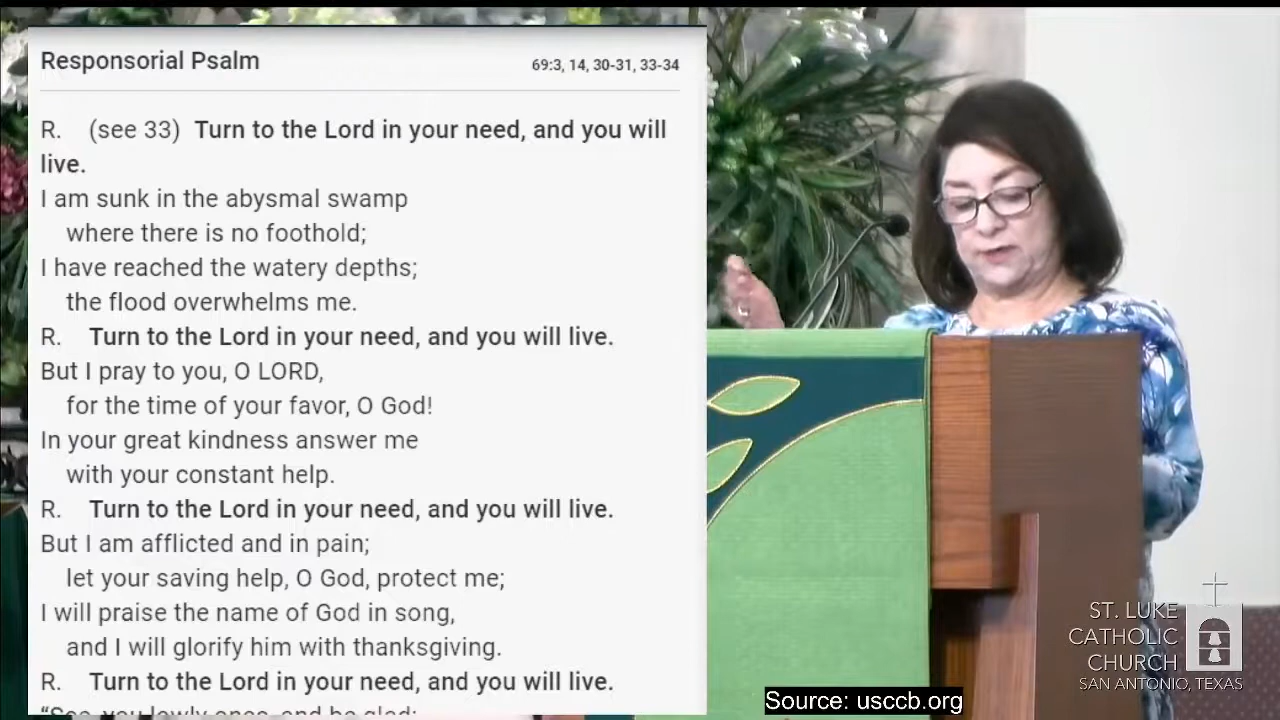 Responsorial Psalm
69:3, 14, 30-31, 33-34
R. (see 33) Turn to the Lord in your need, and you will
live.
I am sunk in the abysmal swamp
where there is no foothold;
I have reached the watery depths;
the flood overwhelms me.
R. Turn to the Lord in your need, and you will live.
But I pray to you, O LORD,
for the time of your favor, O God!
In your great kindness answer me
with your constant help.
R. Turn to the Lord in your need, and you will live.
But I am afflicted and in pain;
let your saving help, O God, protect me;
I will praise the name of God in song,
and I will glorify him with thanksgiving.
R. Turn to the Lord in your need, and you will live.
“See, you lowly ones, and be glad;
Source: usccb.org
ST. LUKE
CATHOLIC
CHURCH
SAN ANTONIO, TEXAS